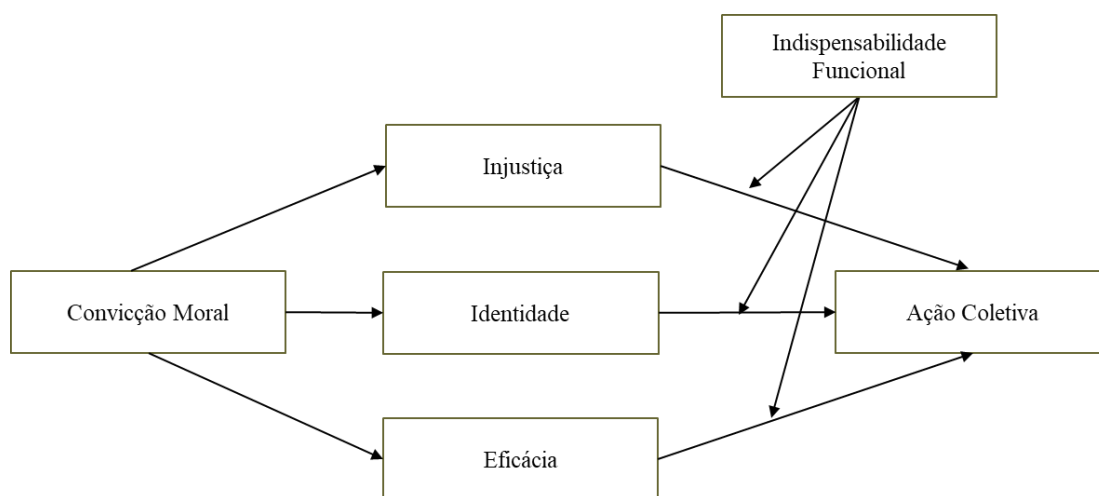 Indispensabilidade
Funcional
Injustiça
Convicção Moral
Identidade
Ação Coletiva
Eficácia